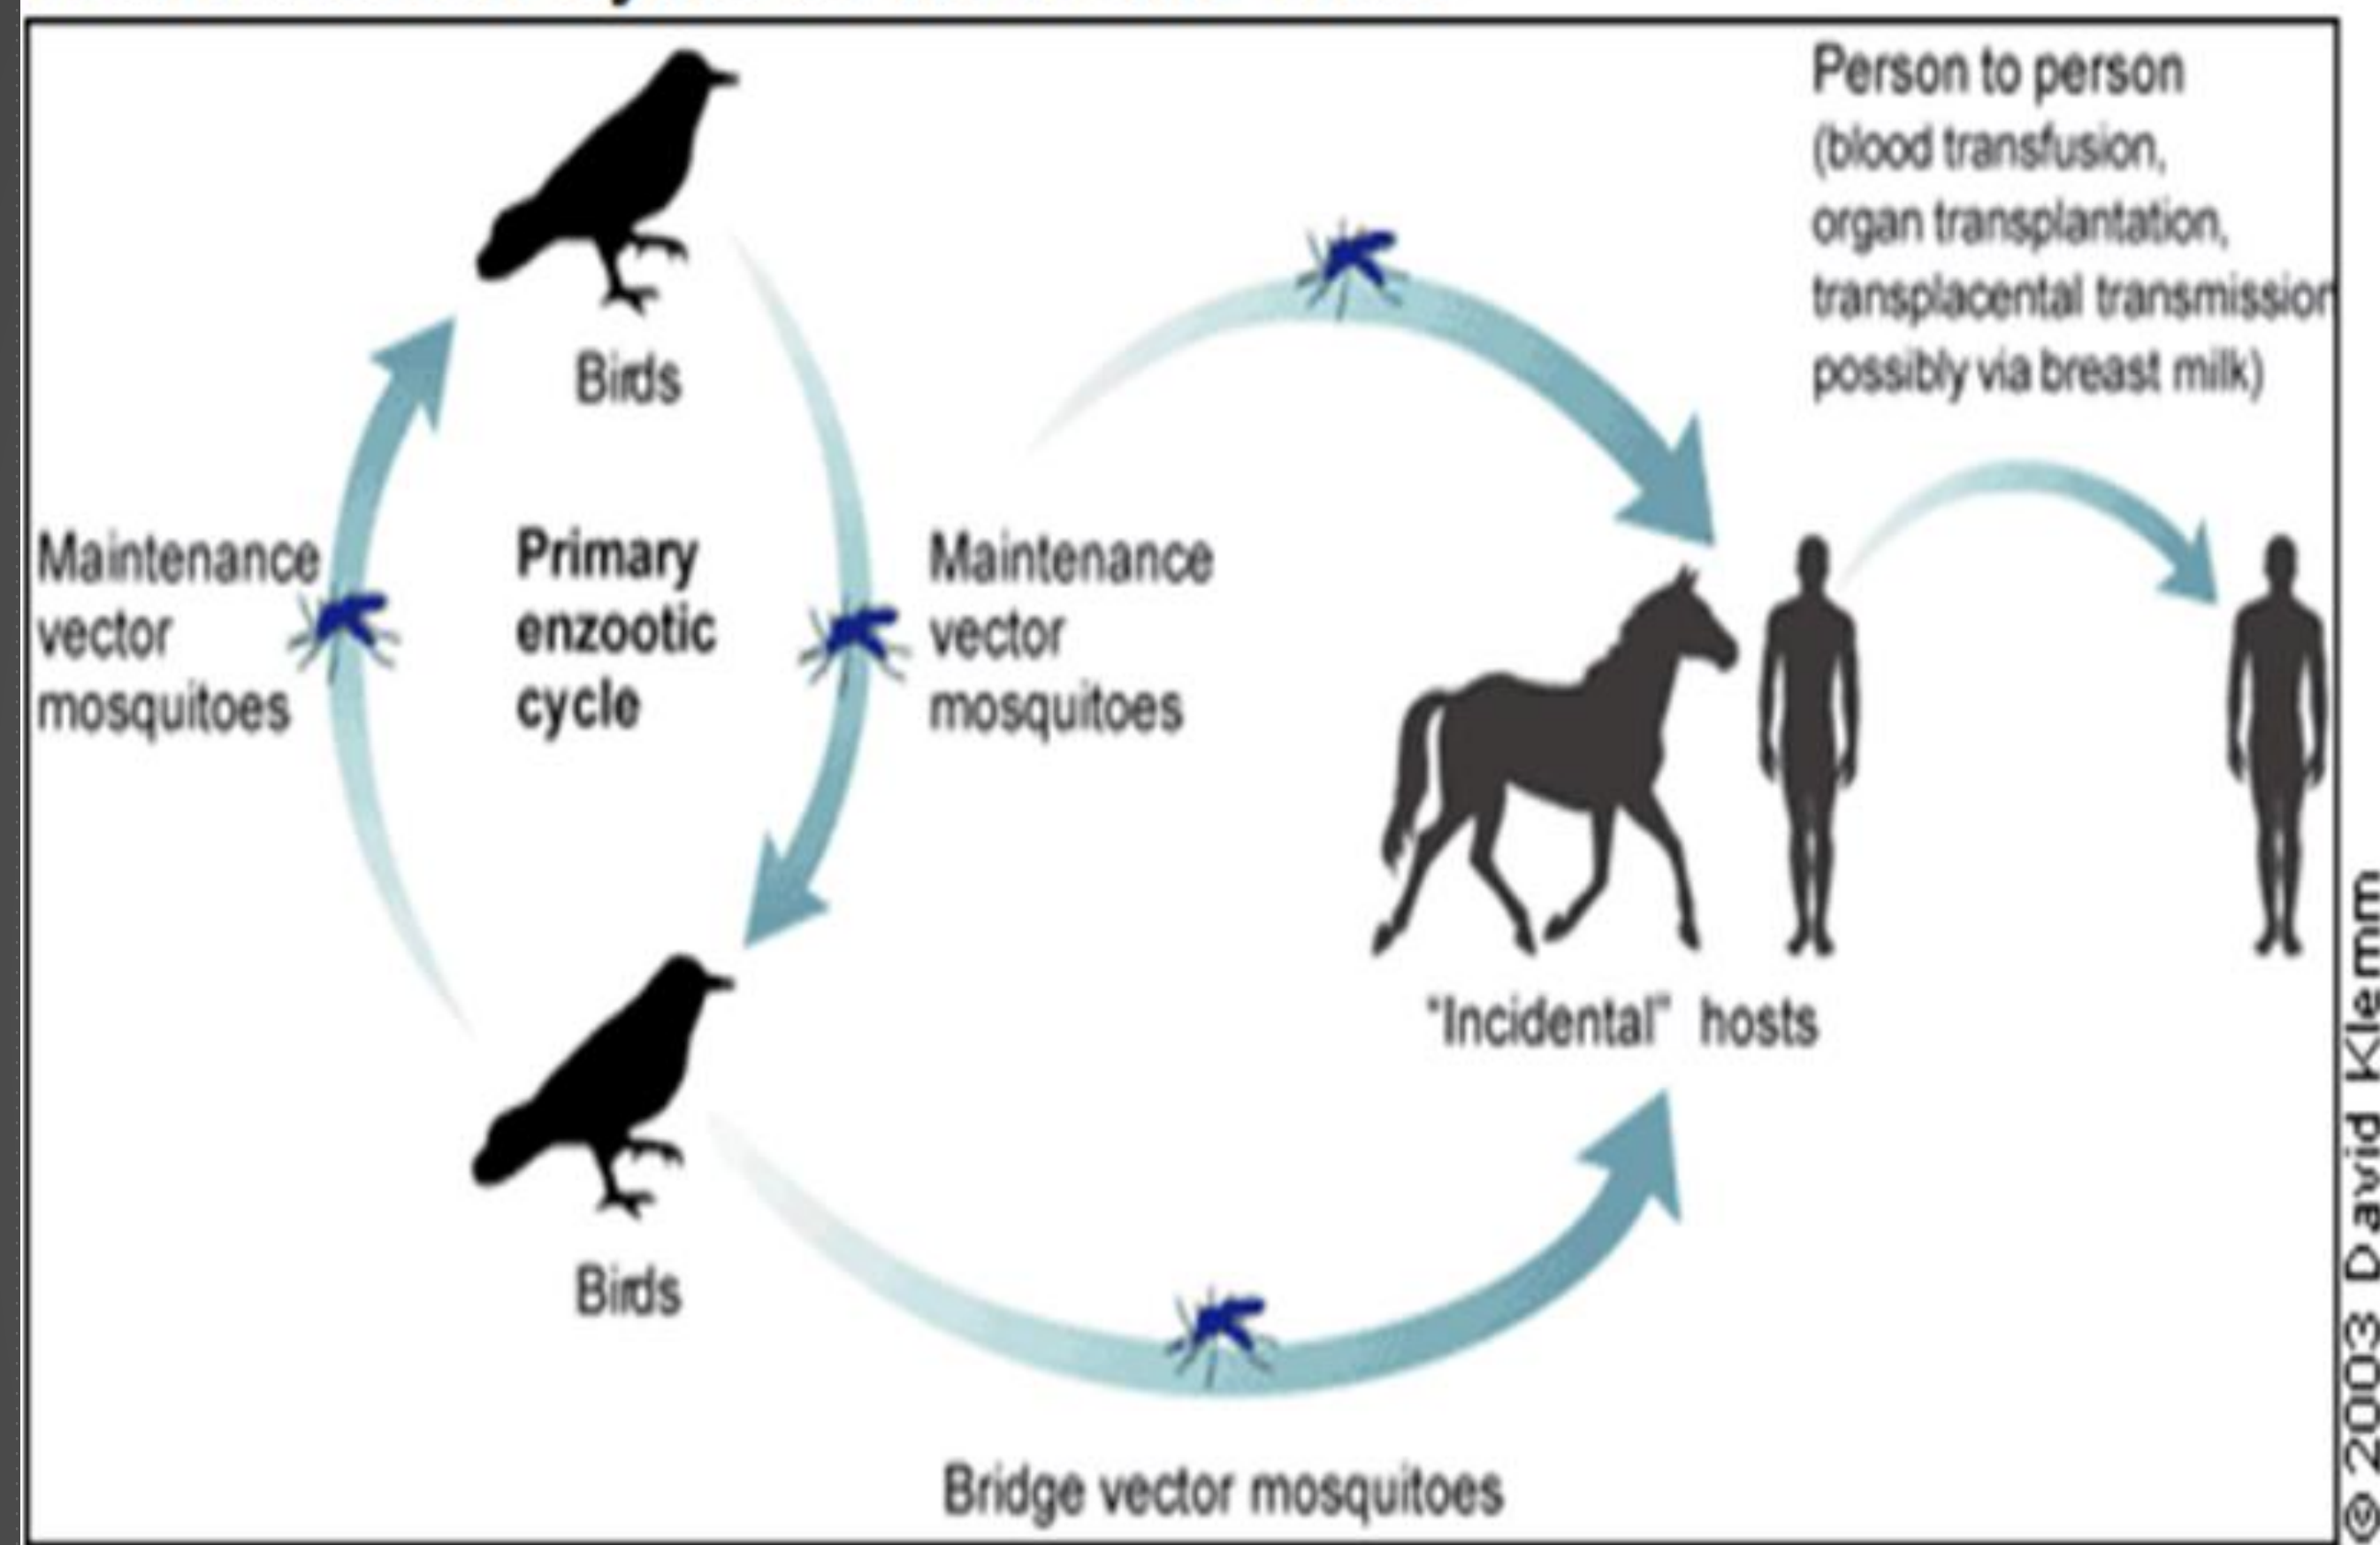 Birds
Maintenance
vector
mosquitoes
Primary
enzootic
cycle
Maintenance
vector
mosquitoes
Birds
Person to person
(blood transfusion,
organ transplantation,
transplacental transmission
possibly via breast milk)
"Incidental" hosts
Bridge vector mosquitoes
© 2003 David Klemm